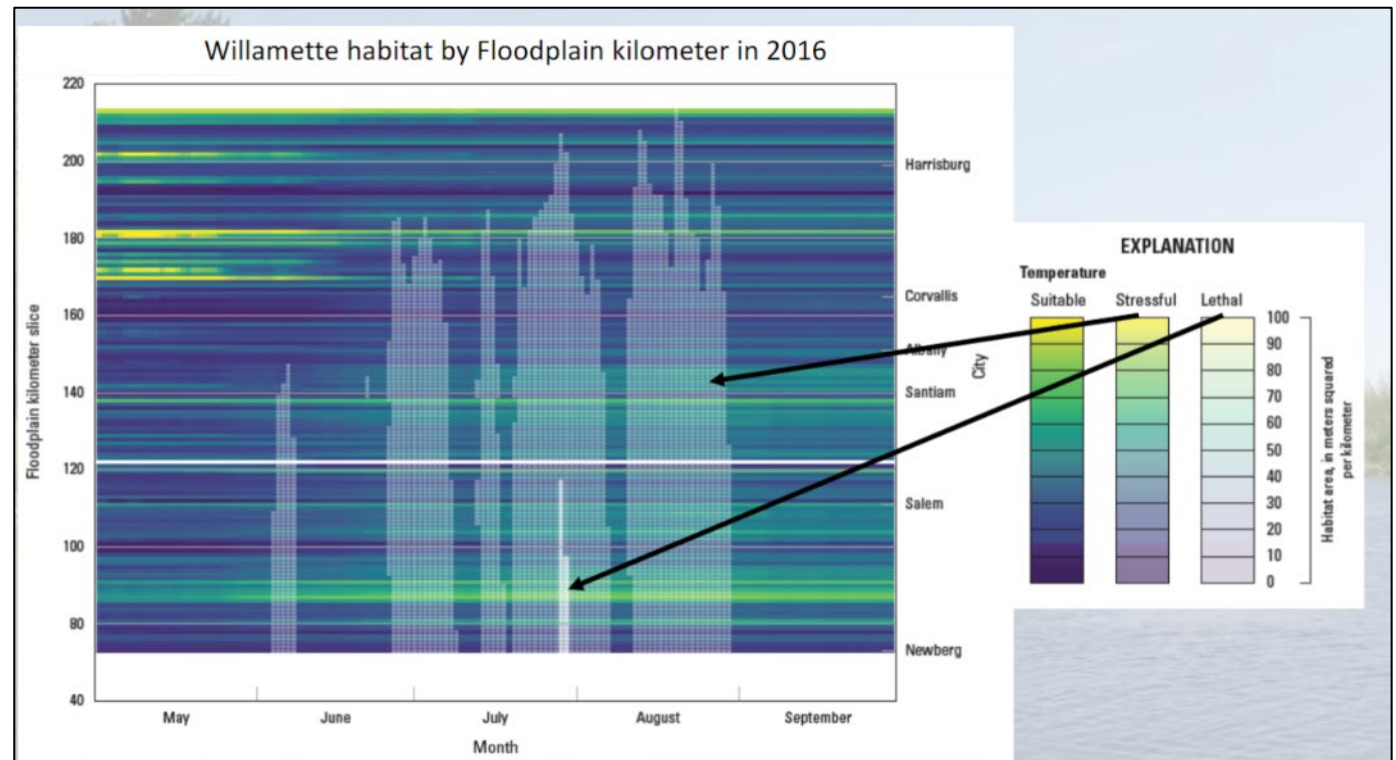 Willamette habitat by Floodplain kilometer in 2016
Floodplain kilometer slice
220
200
180
160
140
120
100
80
60
40
May
June
July
August
September
Month
Harrisburg
Corvallis
Albany
Santiam
Salem
Newberg
City
EXPLANATION
Temperature
Suitable
Stressful
Lethal
100
90
80
70
60
50
40
30
20
10
0
Habitat area, in meters squared
per kilometer